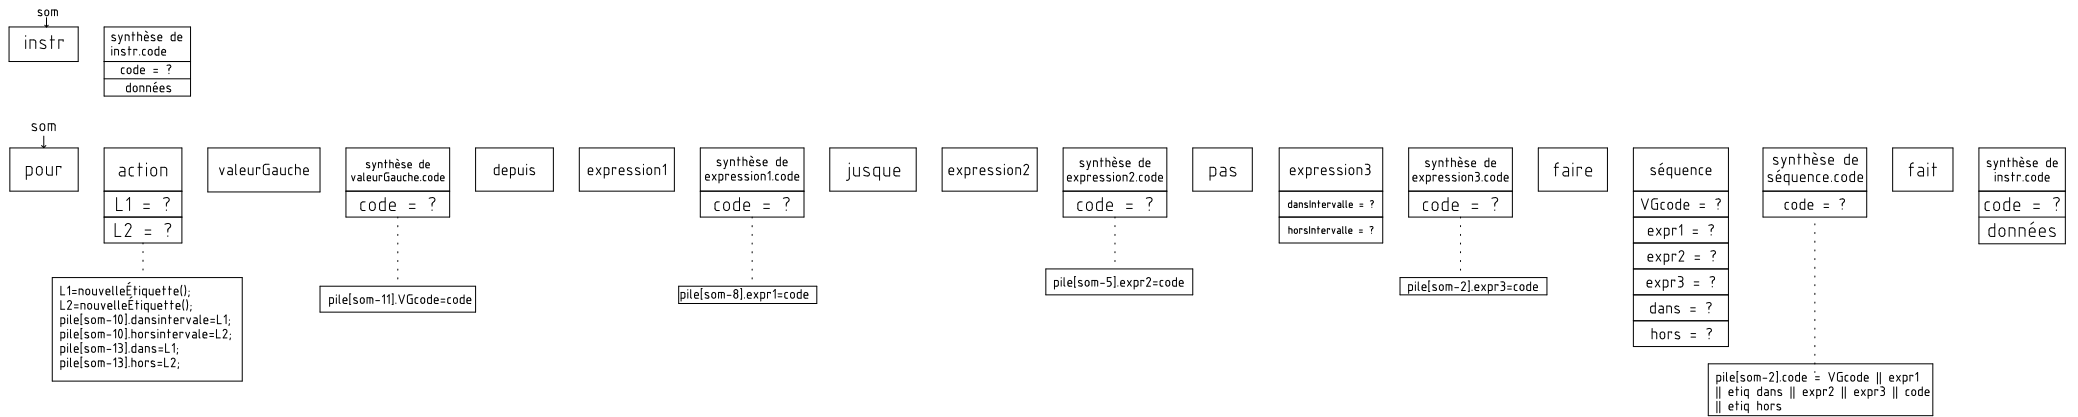 som
instr
synthèse de
instr.code
code = ?
données
som
pour
action
L1 = ?
L2 = ?
L1=nouvelleÉtiquette();
L2=nouvelleÉtiquette();
pile[som-10].dansintervale=L1;
pile[som-10].horsintervale=L2;
pile[som-13].dans=L1;
pile[som-13].hors=L2;
valeurGauche
synthèse de
valeurGauche.code
code = ?
pile[som-11].VGcode=code
depuis
expression1
synthèse de
expression1.code
code = ?
pile[som-8].expr1=code
jusque
expression2
synthèse de
expression2.code
code = ?
pile[som-5].expr2=code
pas
expression3
dansIntervalle = ?
horsIntervalle = ?
synthèse de
expression3.code
code = ?
pile[som-2].expr3=code
faire
séquence
VGcode = ?
expr1 = ?
expr2 = ?
expr3 = ?
dans = ?
hors = ?
synthèse de
séquence.code
code = ?
pile[som-2].code = VGcode || expr1
|| etiq dans || expr2 || expr3 || code
|| etiq hors
fait
synthèse de
instr.code
code = ?
données